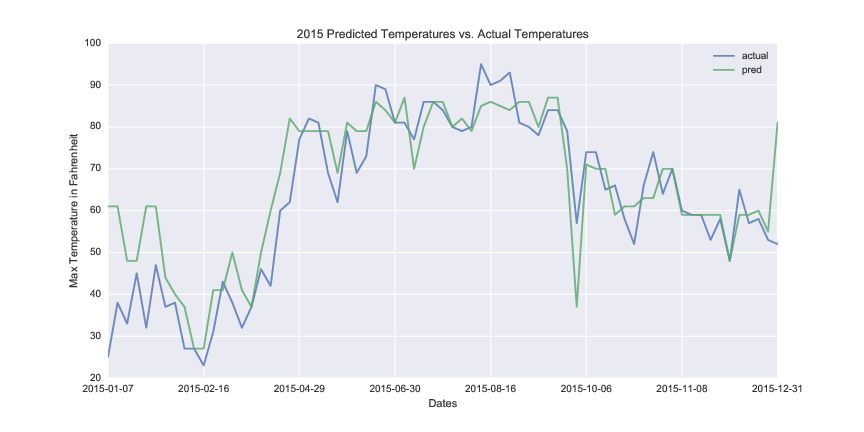 2015 Predicted Temperatures vs. Actual Temperatures
100
90
80
70
60
50
40
30
20
Max Temperature in Fahrenheit
actual
pred
2015-01-07 2015-02-16 2015-04-29 2015-06-30 2015-08-16 2015-10-06 2015-11-08 2015-12-31
Dates